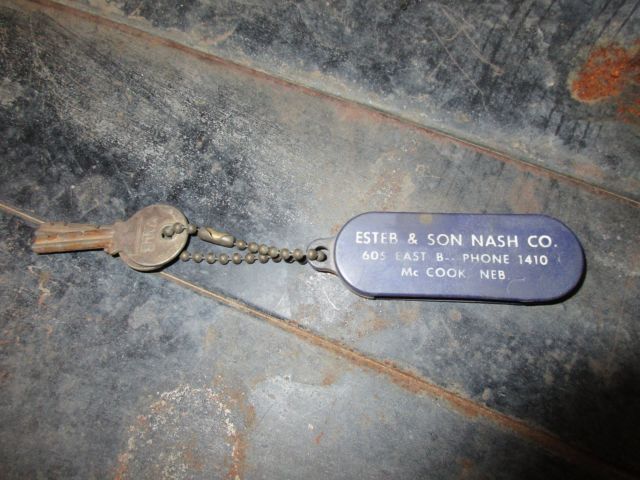 ESTEB & SON NASH CO.
605 EAST B-- PHONE 1410
Mc COOK, NEB.